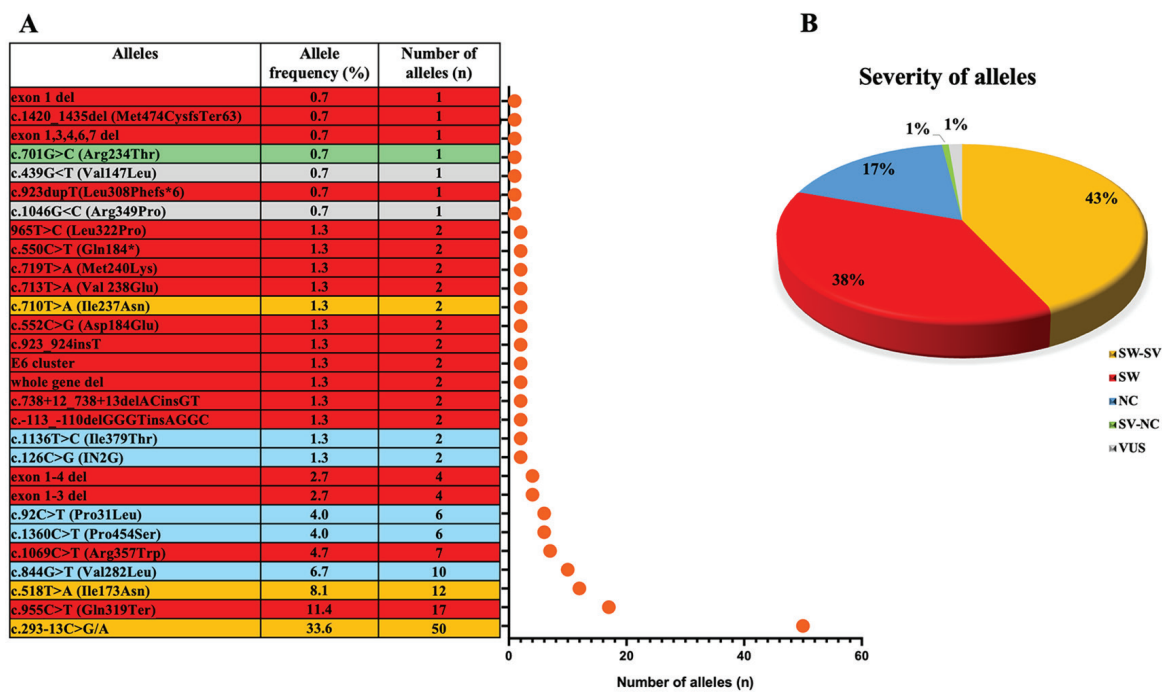 A
Alleles Allele frequency (%) Number of alleles (n)
exon 1 del 0.7 1
c.1420_1435del (Met474CysfsTer63) 0.7 1
exon 1,3,4,6,7 del 0.7 1
c.701G>C (Arg234Thr) 0.7 1
c.439G<T (Val147Leu) 0.7 1
c.923dupT(Leu308Phefs*6) 0.7 1
c.1046G<C (Arg349Pro) 0.7 1
965T>C (Leu322Pro) 1.3 2
c.550C>T (Gln184*) 1.3 2
c.719T>A (Met240Lys) 1.3 2
c.713T>A (Val 238Glu) 1.3 2
c.710T>A (Ile237Asn) 1.3 2
c.552C>G (Asp184Glu) 1.3 2
c.923_924insT 1.3 2
E6 cluster 1.3 2
whole gene del 1.3 2
c.738+12_738+13delACinsGT 1.3 2
c.-113_-110delGGGTinsAGGC 1.3 2
c.1136T>C (Ile379Thr) 1.3 2
c.126C>G (IN2G) 1.3 2
exon 1-4 del 2.7 4
exon 1-3 del 2.7 4
c.92C>T (Pro31Leu) 4.0 6
c.1360C>T (Pro454Ser) 4.0 6
c.1069C>T (Arg357Trp) 4.7 7
c.844G>T (Val282Leu) 6.7 10
c.518T>A (Ile173Asn) 8.1 12
c.955C>T (Gln319Ter) 11.4 17
c.293-13C>G/A 33.6 50
0 20 40 60
Number of alleles (n)
B
Severity of alleles
1% 1%
17%
43%
38%
SW-SV
SW
NC
SV-NC
VUS